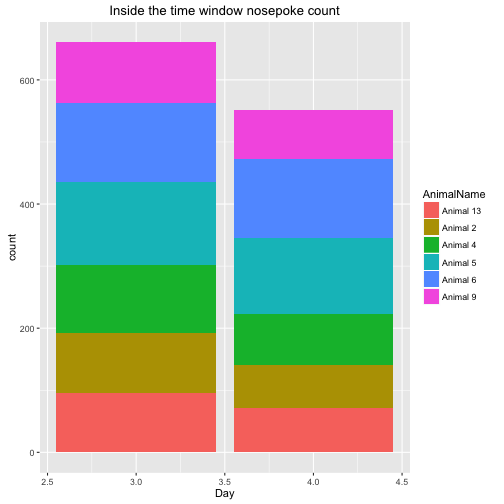 Inside the time window nosepoke count
600
400
200
0
count
2.5 3.0 3.5 4.0 4.5
Day
AnimalName
Animal 13
Animal 2
Animal 4
Animal 5
Animal 6
Animal 9